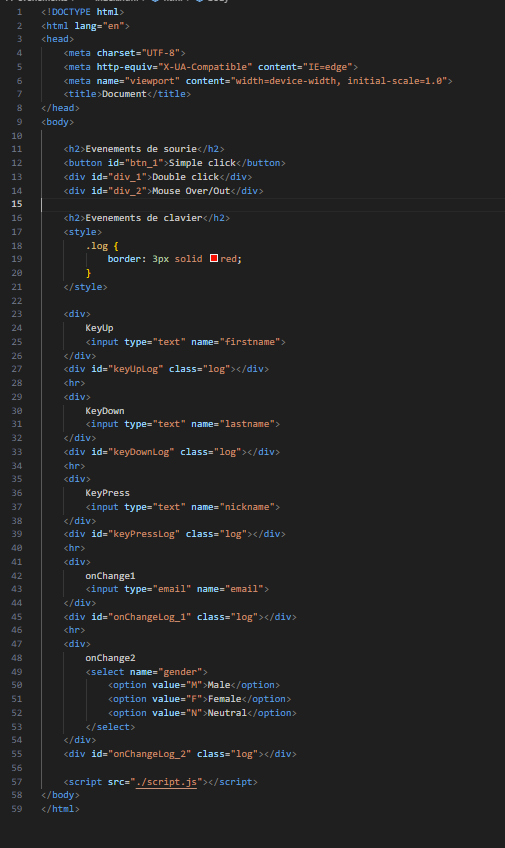 1 <!DOCTYPE html>
2 <html lang="en">
3 <head>
4 <meta charset="UTF-8">
5 <meta http-equiv="X-UA-Compatible" content="IE=edge">
6 <meta name="viewport" content="width=device-width, initial-scale=1.0">
7 <title>Document</title>
8 </head>
9 <body>
10
11 <h2>Evenements de sourie</h2>
12 <button id="btn_1">Simple click</button>
13 <div id="div_1">Double click</div>
14 <div id="div_2">Mouse Over/Out</div>
15
16 <h2>Evenements de clavier</h2>
17 <style>
18 .log {
19 border: 3px solid red;
20 }
21 </style>
22
23 <div>
24 KeyUp
25 <input type="text" name="firstname">
26 </div>
27 <div id="keyUpLog" class="log"></div>
28 <hr>
29 <div>
30 KeyDown
31 <input type="text" name="lastname">
32 </div>
33 <div id="keyDownLog" class="log"></div>
34 <hr>
35 <div>
36 KeyPress
37 <input type="text" name="nickname">
38 </div>
39 <div id="keyPressLog" class="log"></div>
40 <hr>
41 <div>
42 onChange1
43 <input type="email" name="email">
44 </div>
45 <div id="onChangeLog_1" class="log"></div>
46 <hr>
47 <div>
48 onChange2
49 <select name="gender">
50 <option value="M">Male</option>
51 <option value="F">Female</option>
52 <option value="N">Neutral</option>
53 </select>
54 </div>
55 <div id="onChangeLog_2" class="log"></div>
56
57 <script src="./script.js"></script>
58 </body>
59 </html>